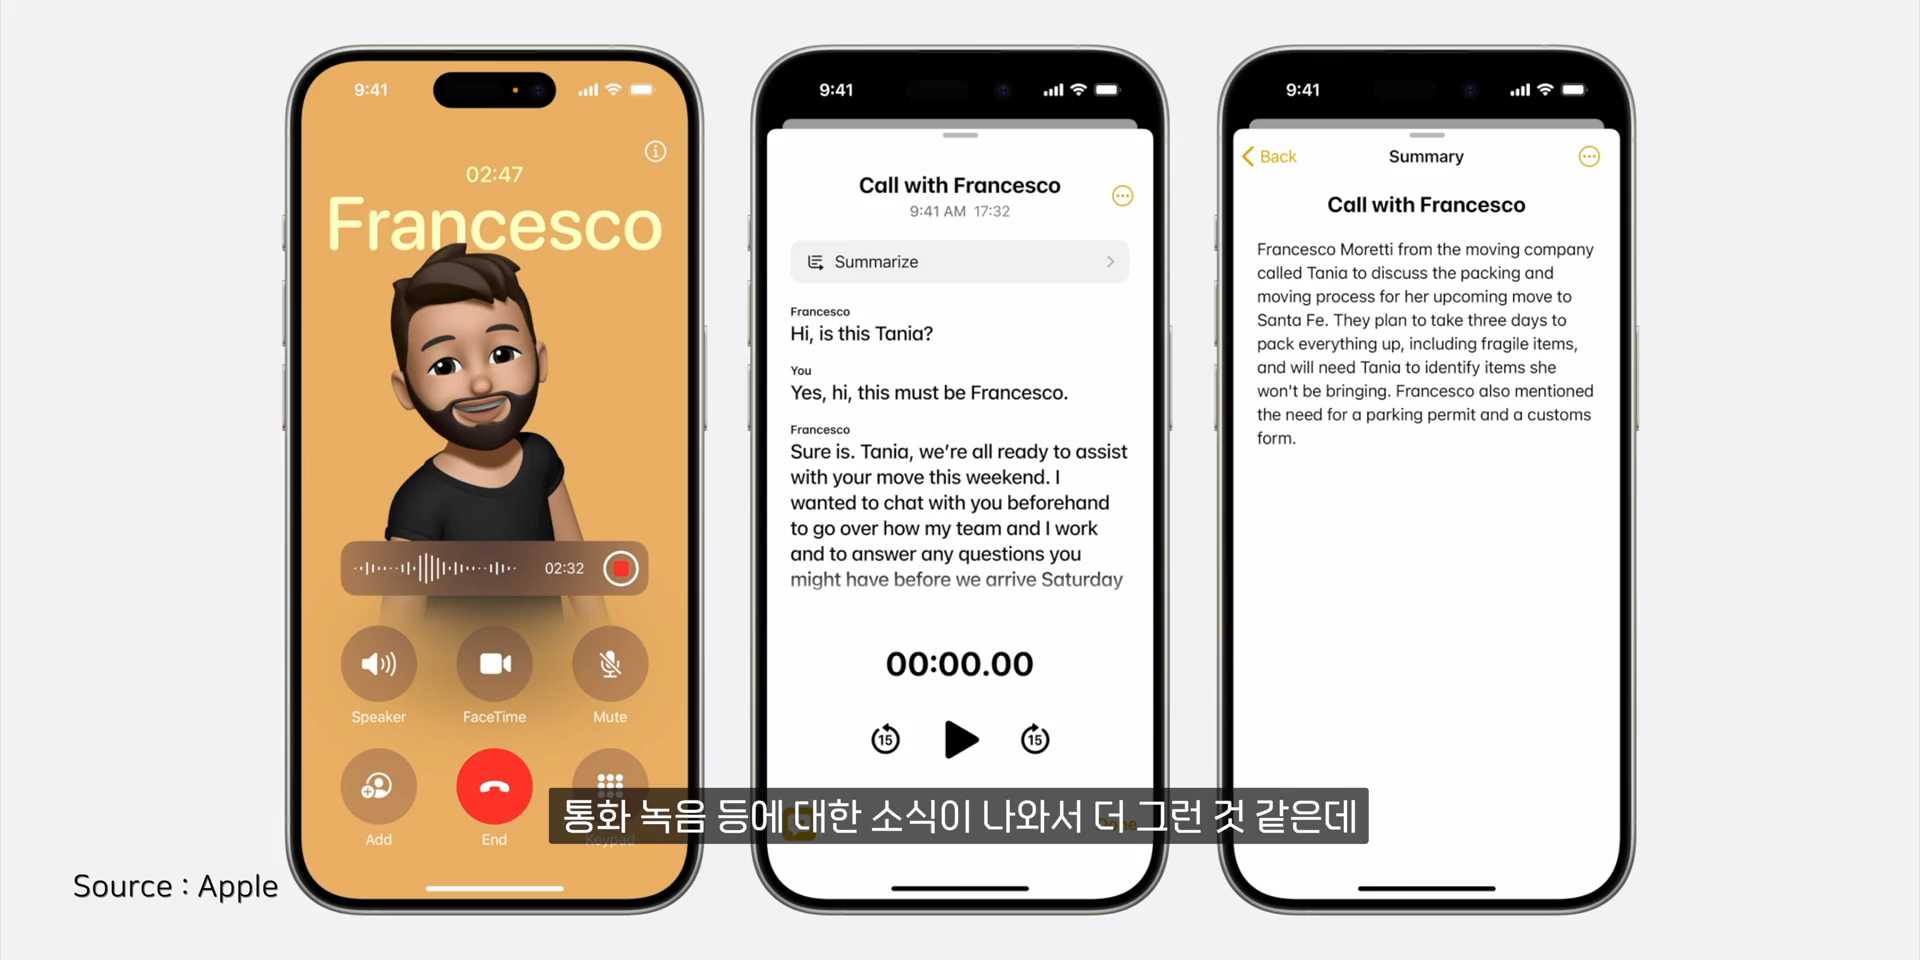 9:41
02:47
Francesco
02:32
Speaker
FaceTime
Mute
Add
End
Keypad
9:41
Call with Francesco
9:41 AM 17:32
Summarize
Francesco
Hi, is this Tania?
You
Yes, hi, this must be Francesco.
Francesco
Sure is. Tania, we're all ready to assist
with your move this weekend. I
wanted to chat with you beforehand
to go over how my team and I work
and to answer any questions you
might have before we arrive Saturday
00:00.00
15
15
Done
9:41
Back
Summary
Call with Francesco
Francesco Moretti from the moving company
called Tania to discuss the packing and
moving process for her upcoming move to
Santa Fe. They plan to take three days to
pack everything up, including fragile items,
and will need Tania to identify items she
won't be bringing. Francesco also mentioned
the need for a parking permit and a customs
form.
통화 녹음 등에 대한 소식이 나와서 더 그런 것 같은데
Source : Apple